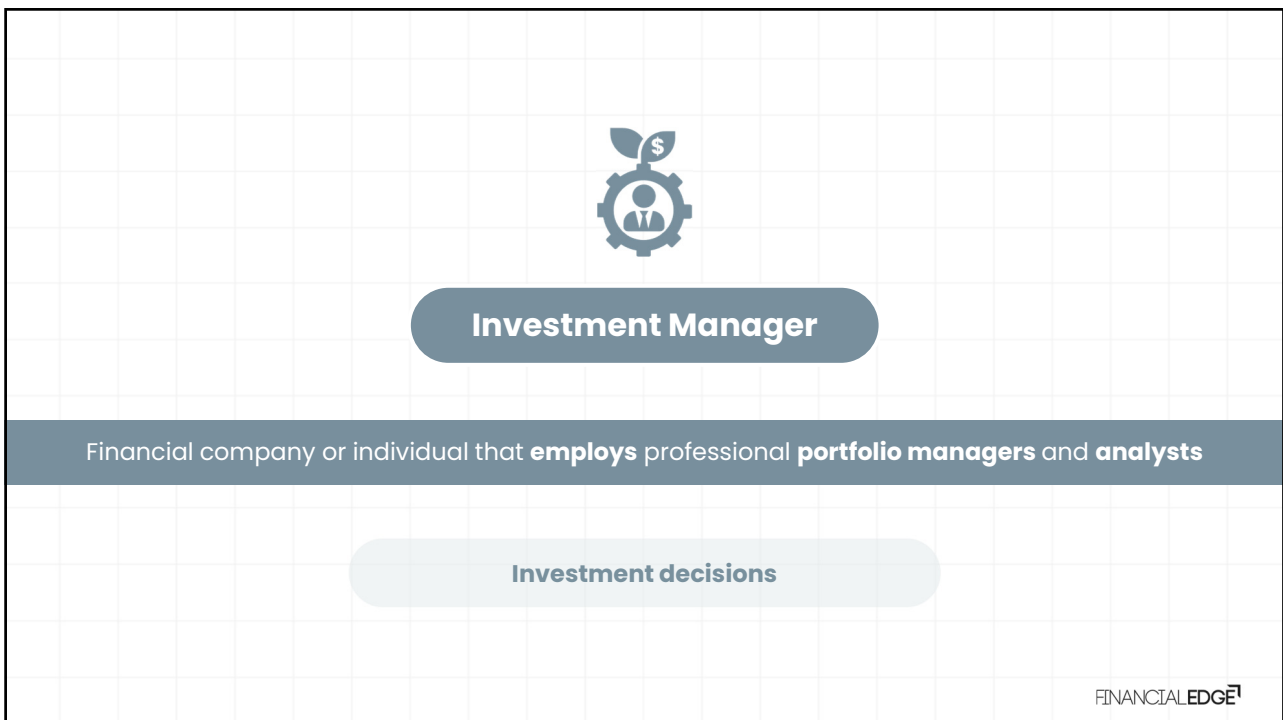 $
Investment Manager
Financial company or individual that employs professional portfolio managers and analysts
Investment decisions
FINANCIALEDGE